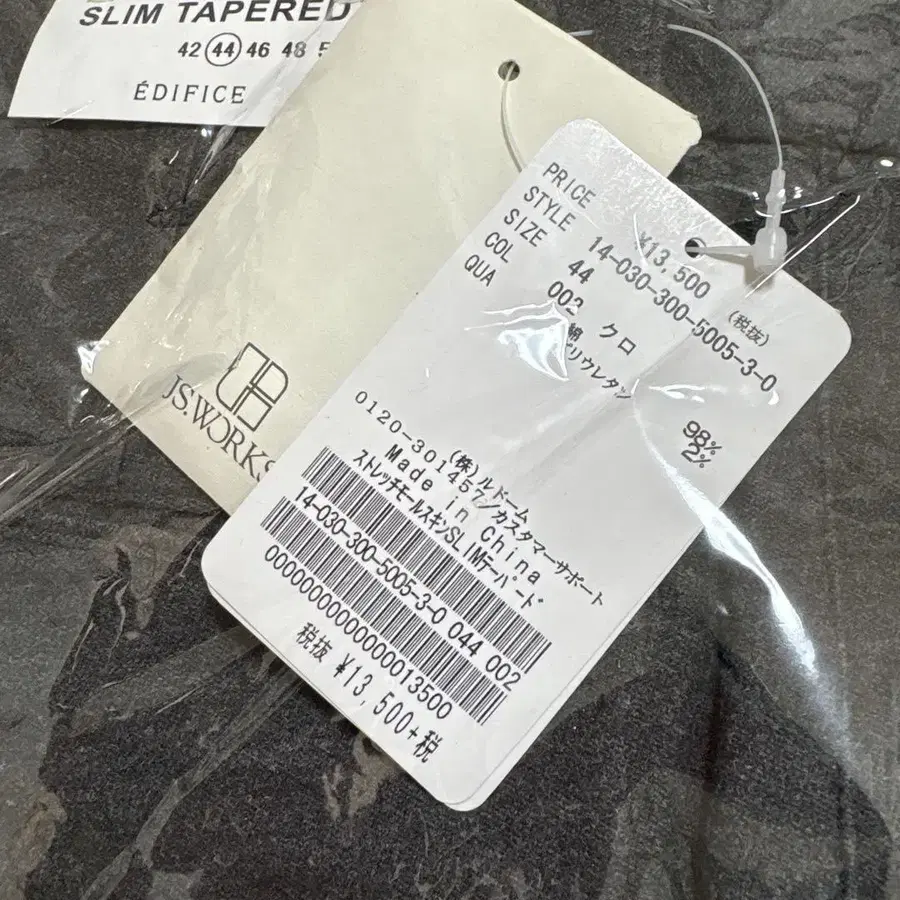 SLIM TAPERED
42 44 46 48 5
ÉDIFICE
JS.WORKS
PRICE ¥13,500 (税抜)
STYLE 14-030-300-5005-3-0
SIZE 44
COL 002 クロ
QUA 綿 98%
ポリウレタン 2%
(株)ルドーム
0120-301457/カスタマーサポート
Made in China
ストレッチモールスキンSLIMテーパード
14-030-300-5005-3-0 044 002
0000000000000013500
税抜 ¥13,500+税